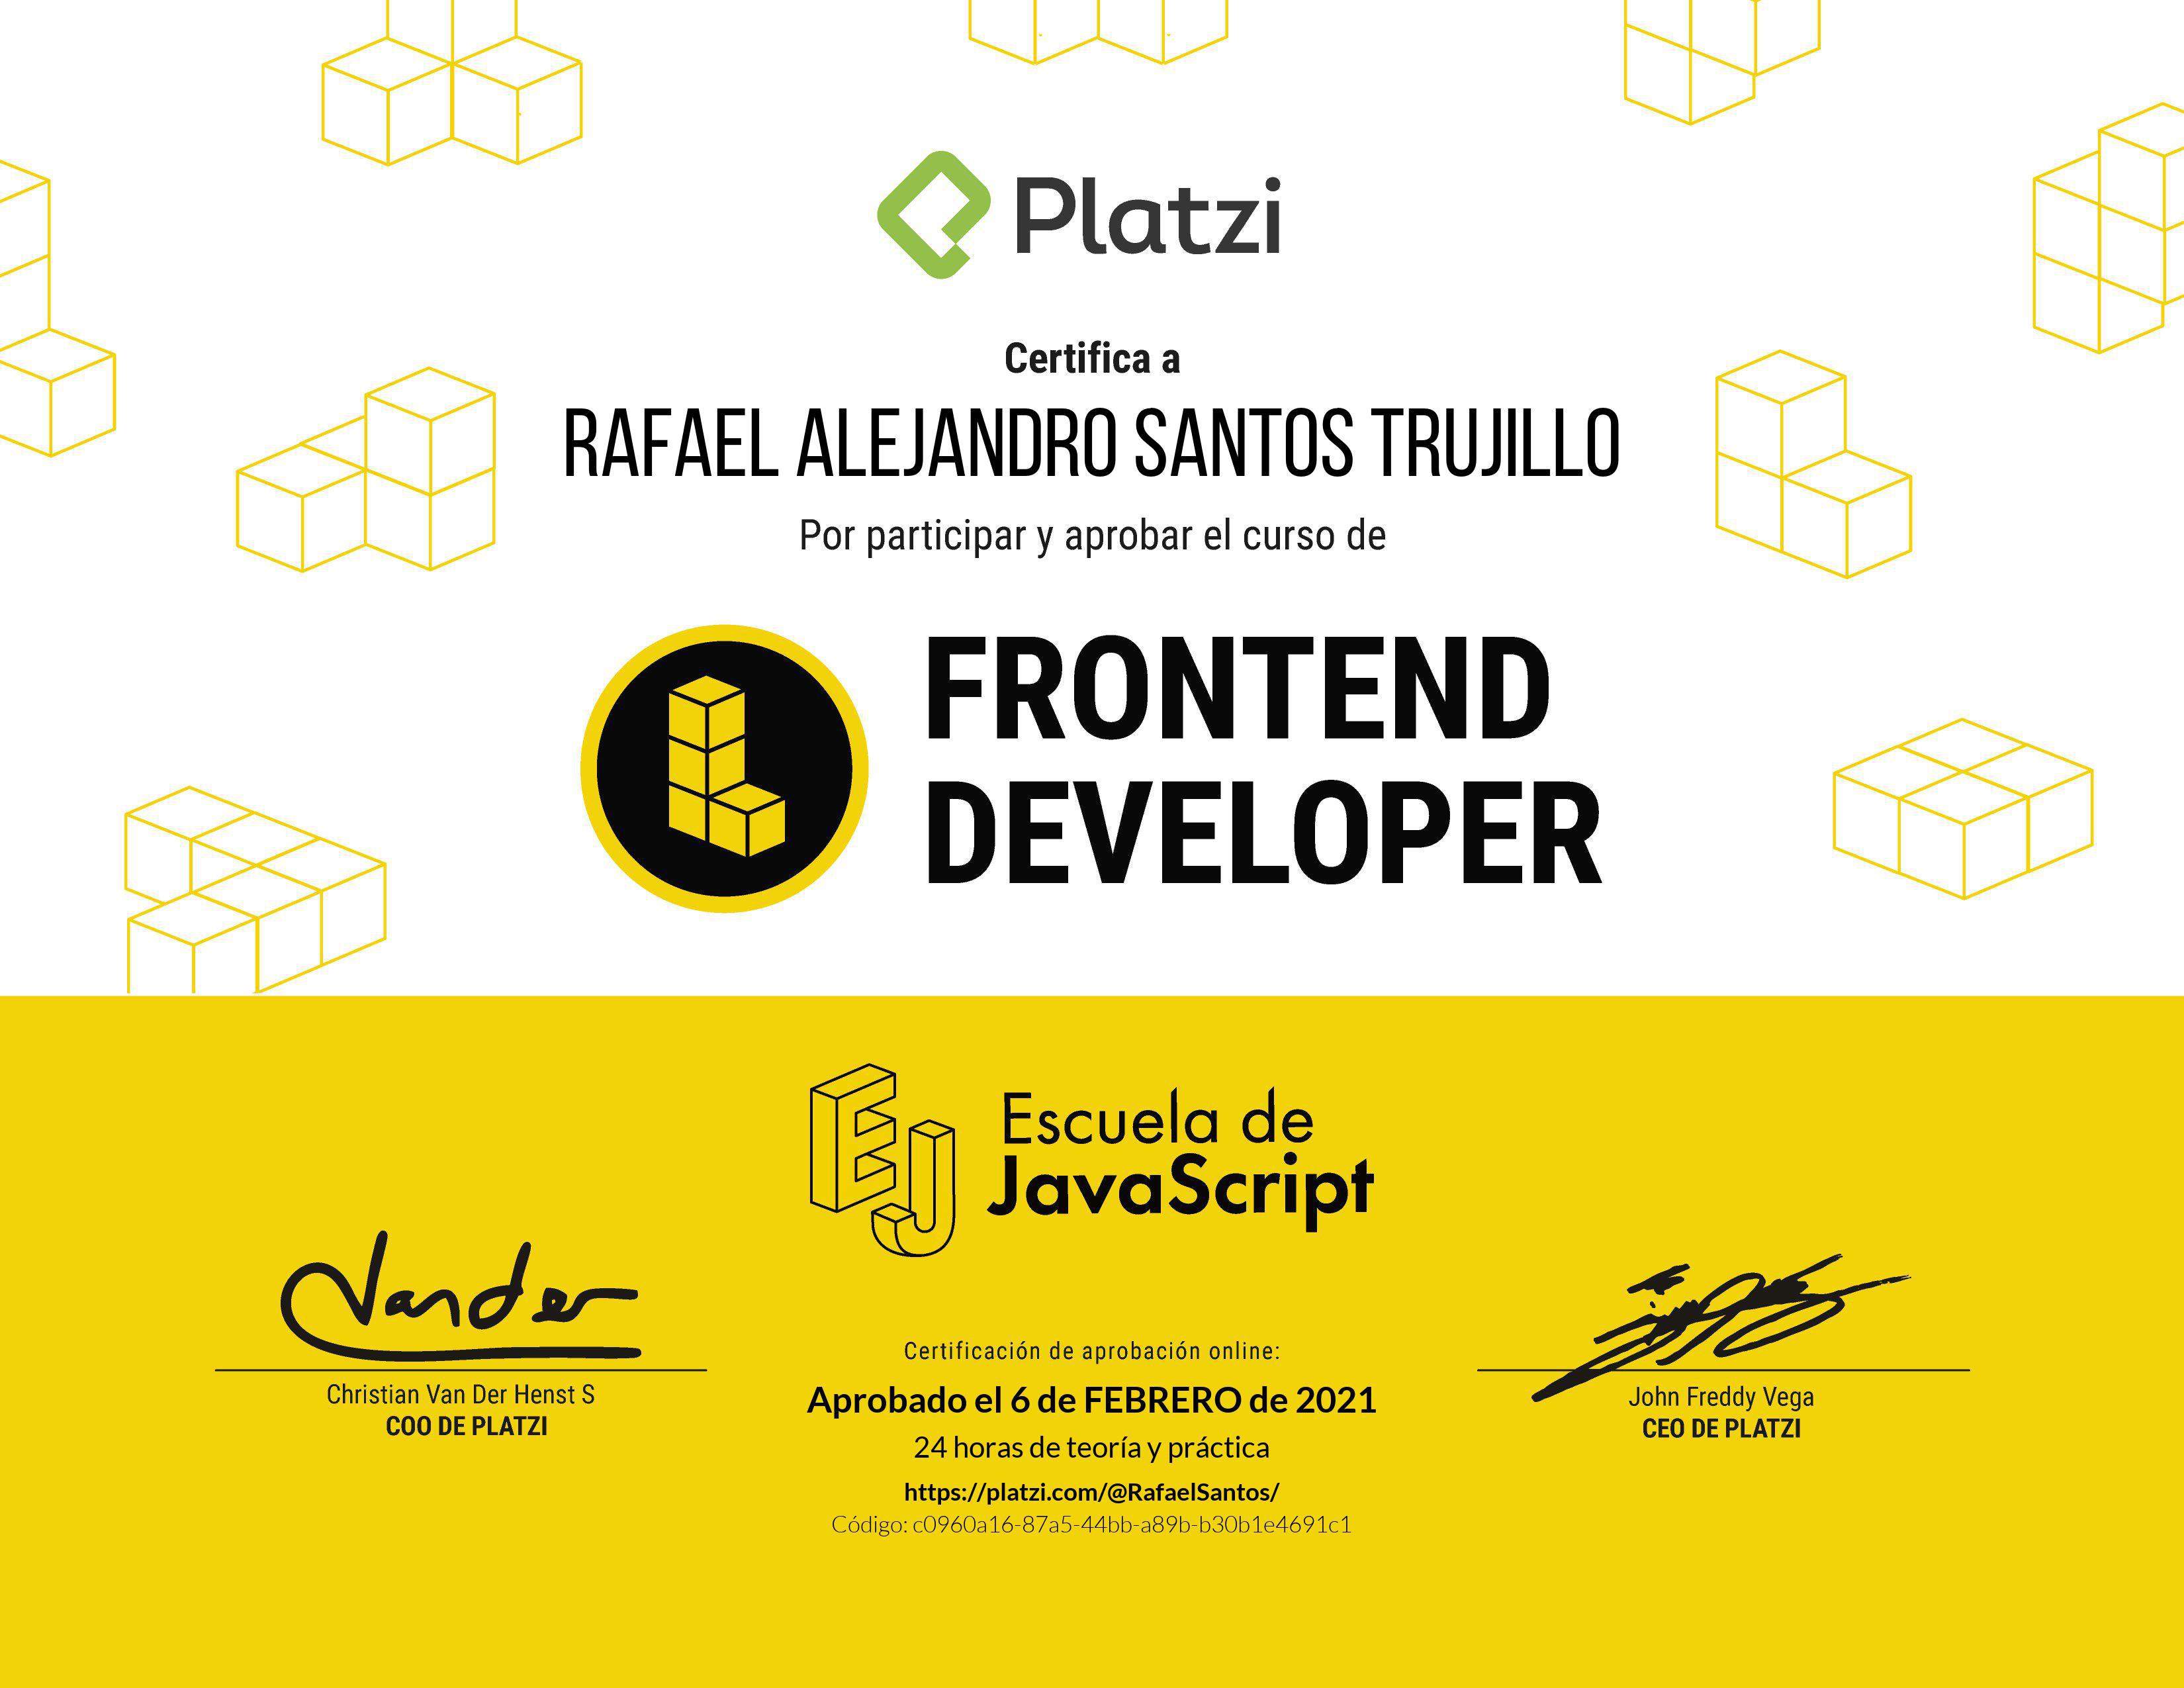 Platzi
Certifica a
RAFAEL ALEJANDRO SANTOS TRUJILLO
Por participar y aprobar el curso de
FRONTEND
DEVELOPER
EJ
Escuela de
JavaScript
Vander
Christian Van Der Henst S
COO DE PLATZI
Certificación de aprobación online:
Aprobado el 6 de FEBRERO de 2021
24 horas de teoría y práctica
https://platzi.com/@RafaelSantos/
Código: c0960a16-87a5-44bb-a89b-b30b1e4691c1
John Freddy Vega
CEO DE PLATZI